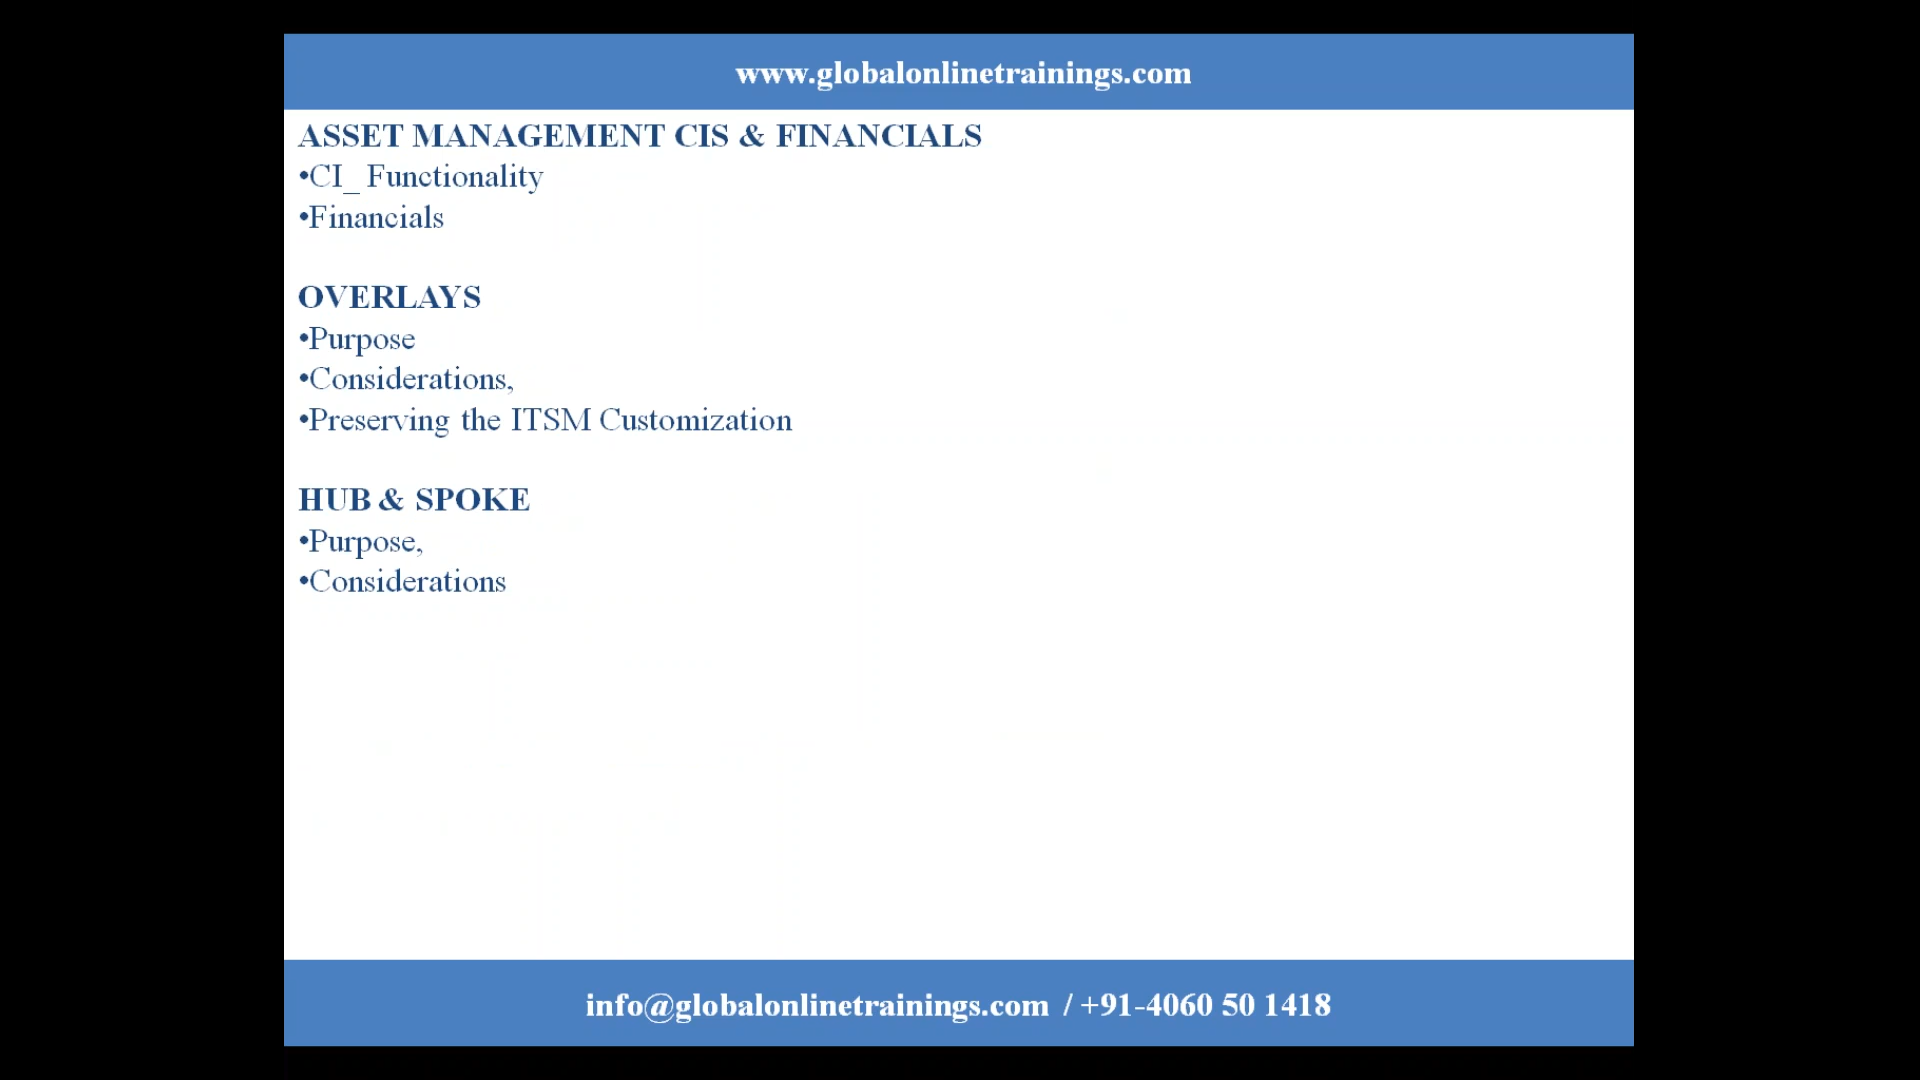 www.globalonlinetrainings.com
ASSET MANAGEMENT CIS & FINANCIALS
•CI_ Functionality
•Financials
OVERLAYS
•Purpose
•Considerations,
•Preserving the ITSM Customization
HUB & SPOKE
•Purpose,
•Considerations
info@globalonlinetrainings.com / +91-4060 50 1418